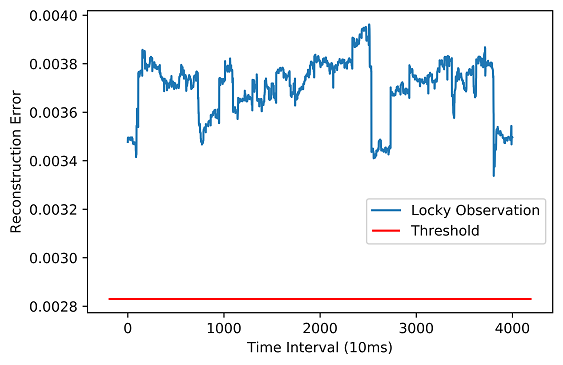 0.0040
0.0038
0.0036
0.0034
0.0032
0.0030
0.0028
Reconstruction Error
Locky Observation
Threshold
0 1000 2000 3000 4000
Time Interval (10ms)